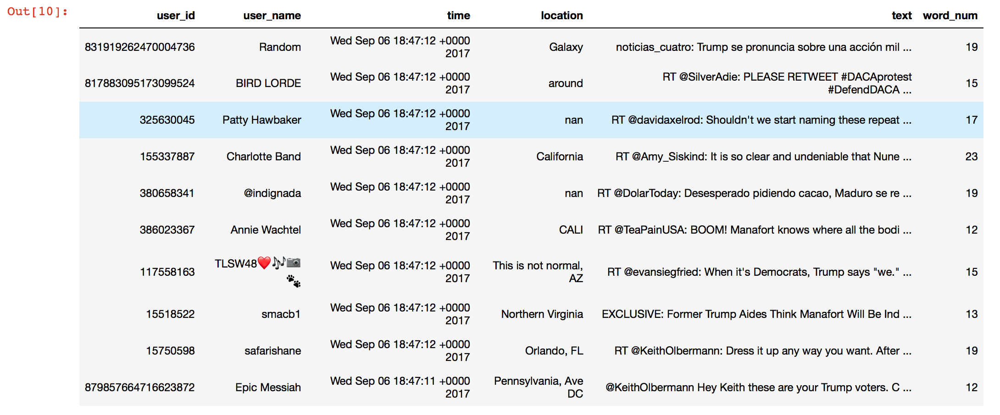 Out[10]:
user_id user_name time location text word_num
831919262470004736 Random Wed Sep 06 18:47:12 +0000 2017 Galaxy noticias_cuatro: Trump se pronuncia sobre una acción mil ... 19
817883095173099524 BIRD LORDE Wed Sep 06 18:47:12 +0000 2017 around RT @SilverAdie: PLEASE RETWEET #DACAprotest #DefendDACA ... 15
325630045 Patty Hawbaker Wed Sep 06 18:47:12 +0000 2017 nan RT @davidaxelrod: Shouldn't we start naming these repeat ... 17
155337887 Charlotte Band Wed Sep 06 18:47:12 +0000 2017 California RT @Amy_Siskind: It is so clear and undeniable that Nune ... 23
380658341 @indignada Wed Sep 06 18:47:12 +0000 2017 nan RT @DolarToday: Desesperado pidiendo cacao, Maduro se re ... 19
386023367 Annie Wachtel Wed Sep 06 18:47:12 +0000 2017 CALI RT @TeaPainUSA: BOOM! Manafort knows where all the bodi ... 12
117558163 TLSW48❤️🎶📷🐾 Wed Sep 06 18:47:12 +0000 2017 This is not normal, AZ RT @evansiegfried: When it's Democrats, Trump says "we." ... 15
15518522 smacb1 Wed Sep 06 18:47:12 +0000 2017 Northern Virginia EXCLUSIVE: Former Trump Aides Think Manafort Will Be Ind ... 13
15750598 safarishane Wed Sep 06 18:47:12 +0000 2017 Orlando, FL RT @KeithOlbermann: Dress it up any way you want. After ... 19
879857664716623872 Epic Messiah Wed Sep 06 18:47:11 +0000 2017 Pennsylvania, Ave DC @KeithOlbermann Hey Keith these are your Trump voters. C ... 12